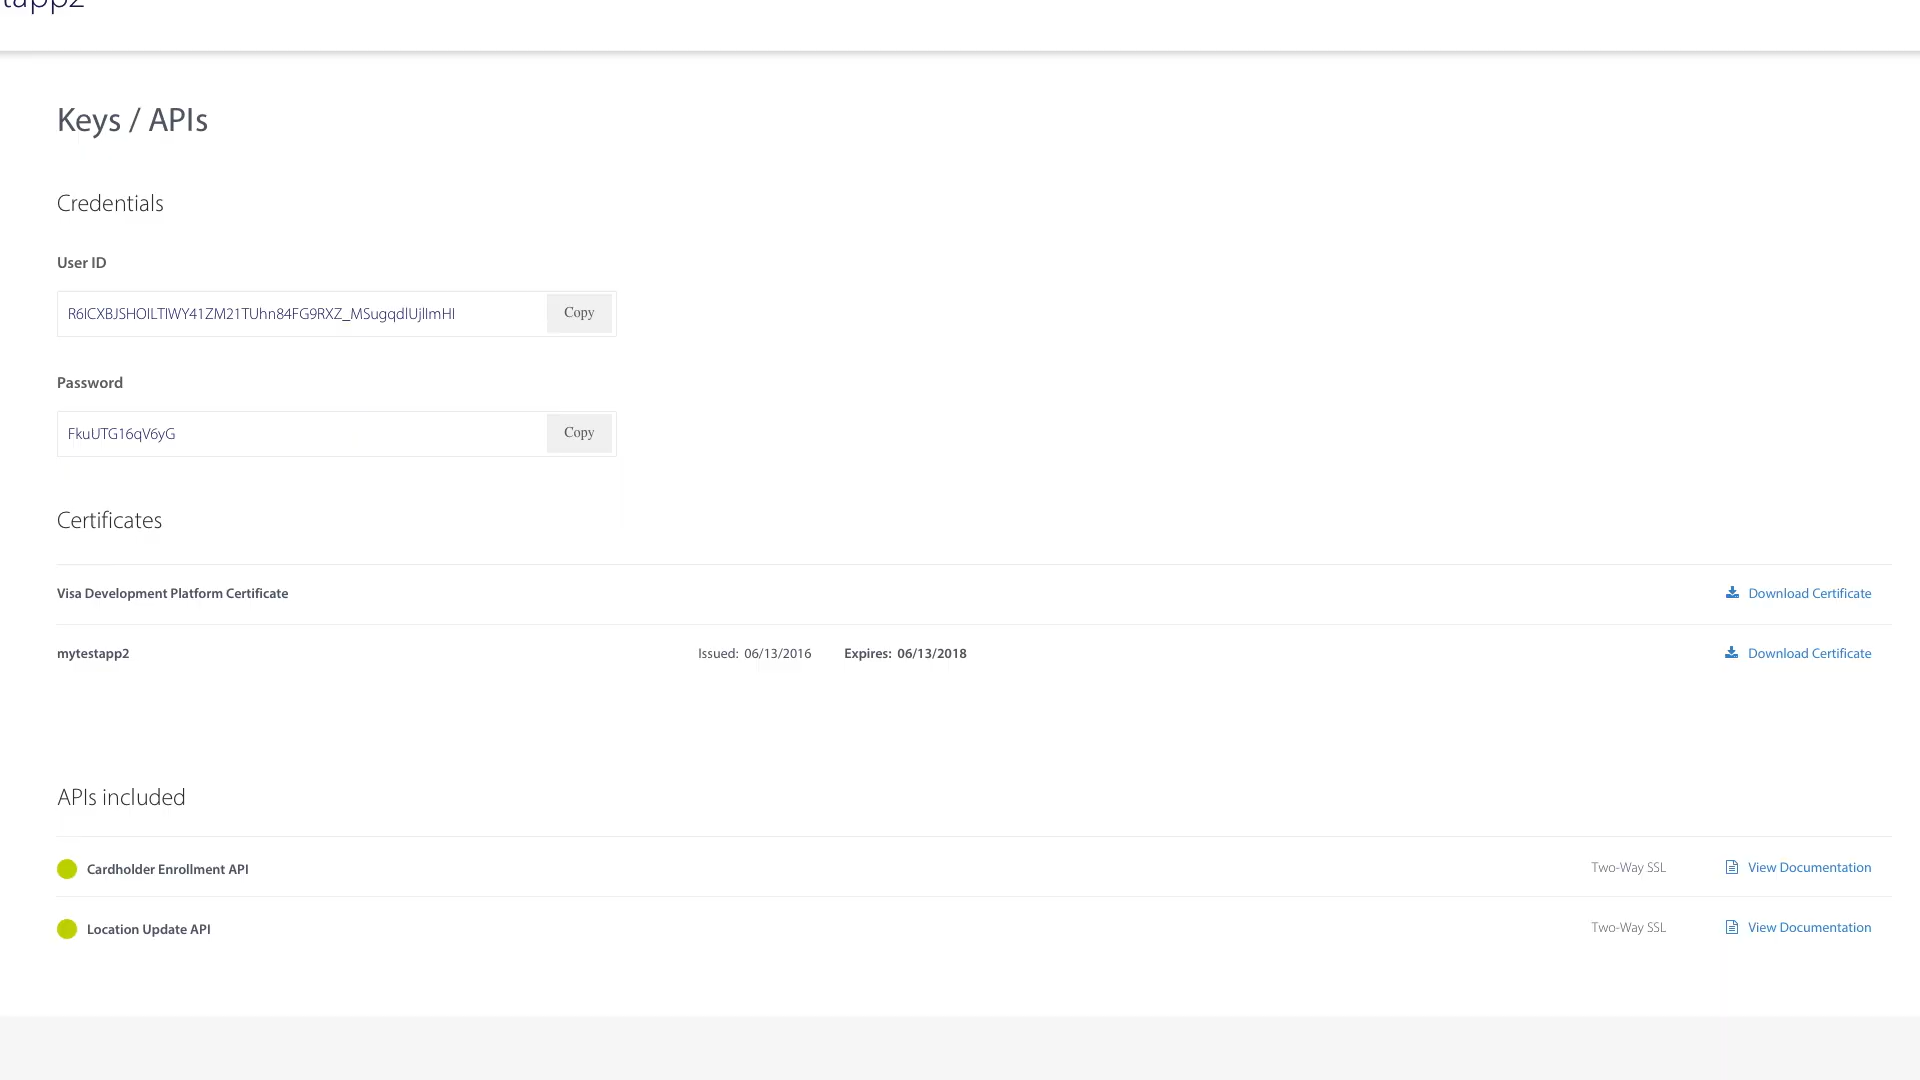 tapp2
Keys / APIs
Credentials
User ID
R6ICXBJSHOILTIWY41ZM21TUhn84FG9RXZ_MSugqdlUjlImHI Copy
Password
FkuUTG16qV6yG Copy
Certificates
Visa Development Platform Certificate Download Certificate
mytestapp2 Issued: 06/13/2016 Expires: 06/13/2018 Download Certificate
APIs included
Cardholder Enrollment API Two-Way SSL View Documentation
Location Update API Two-Way SSL View Documentation